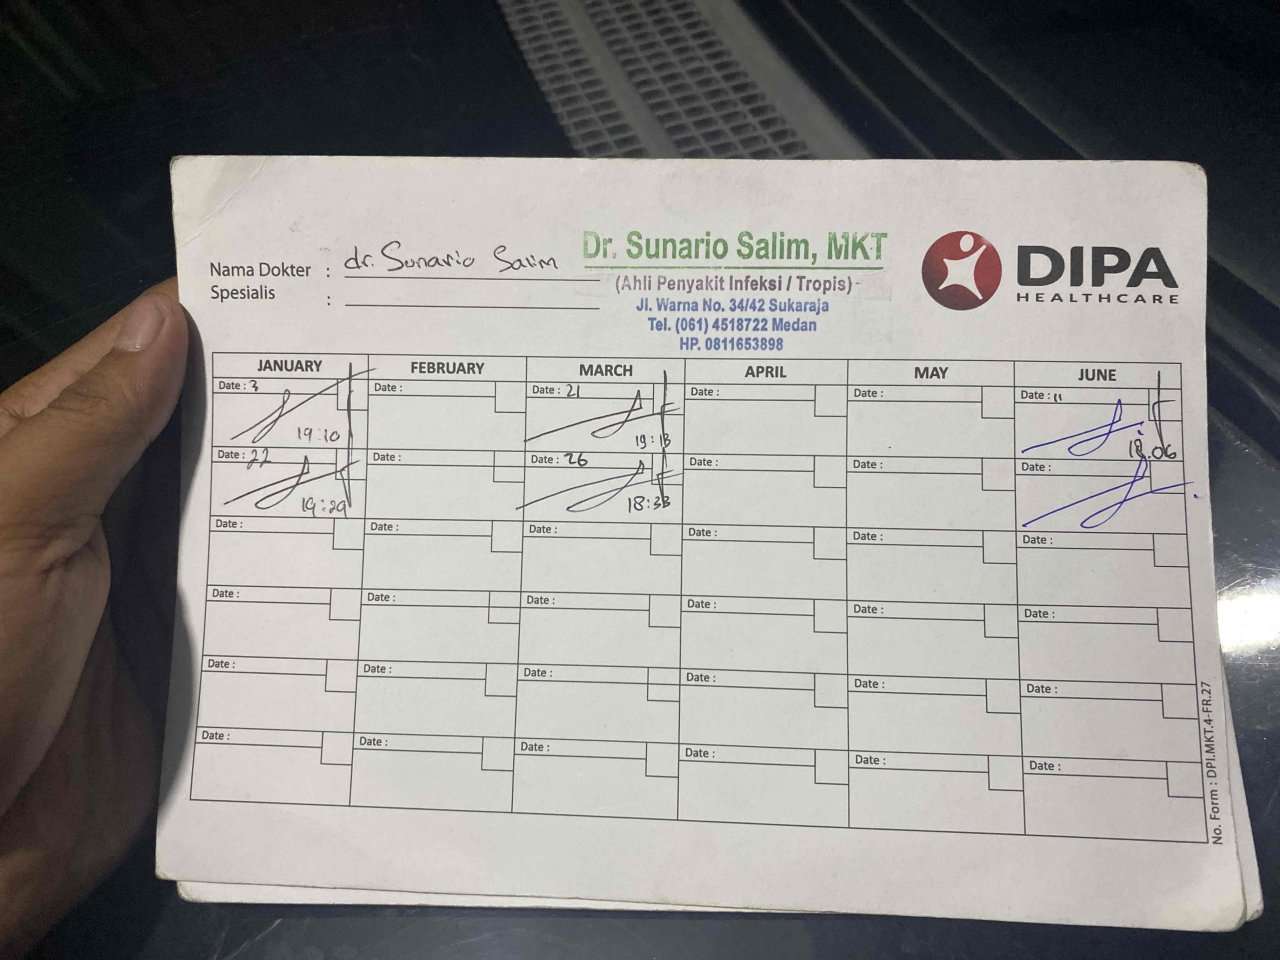 Nama Dokter : dr. Sunario Salim
Spesialis :
Dr. Sunario Salim, MKT
(Ahli Penyakit Infeksi / Tropis)
Jl. Warna No. 34/42 Sukaraja
Tel. (061) 4518722 Medan
HP. 0811653898
DIPA
HEALTHCARE
JANUARY FEBRUARY MARCH APRIL MAY JUNE
Date : 3 Date : Date : 21 Date : Date : Date : 11
19:10 19:13 18.06
Date : 22 Date : Date : 26 Date : Date : Date :
19:29 18:33
Date : Date : Date : Date : Date : Date :
Date : Date : Date : Date : Date : Date :
Date : Date : Date : Date : Date : Date :
Date : Date : Date : Date : Date : Date :
No. Form : DPI.MKT.4-FR.27